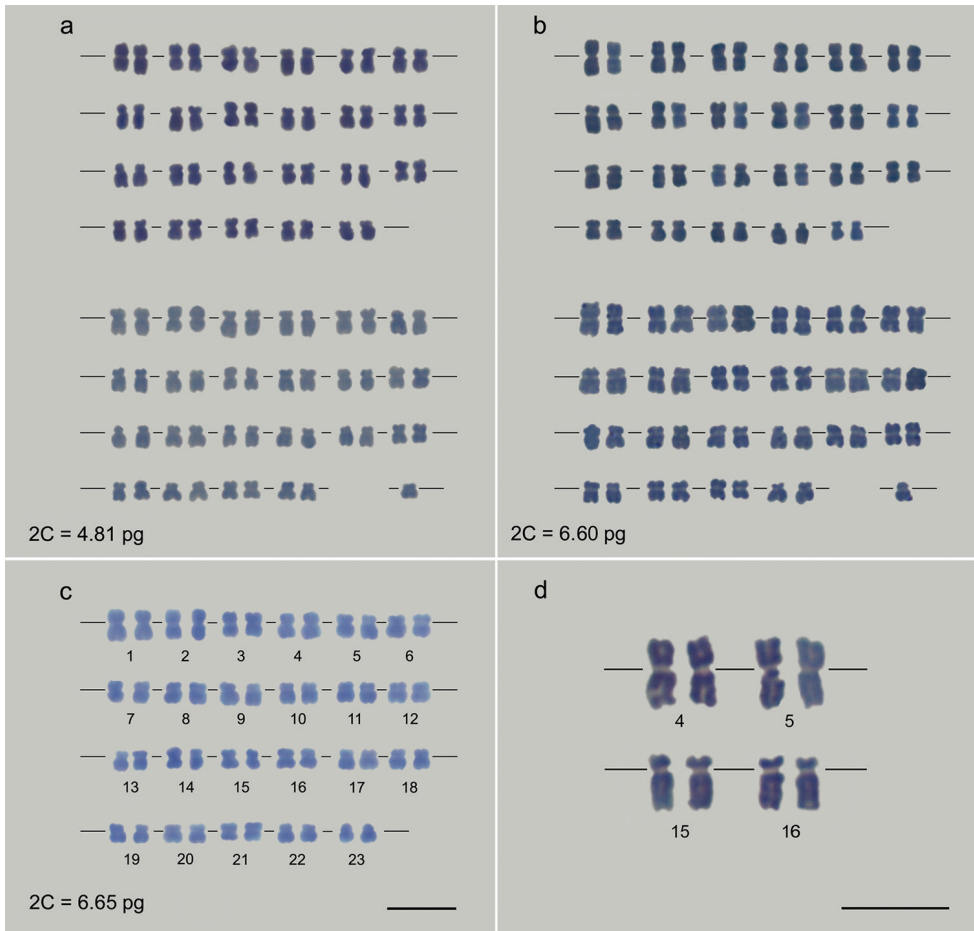 a
b
2C = 4.81 pg
2C = 6.60 pg
c
1 2 3 4 5 6
7 8 9 10 11 12
13 14 15 16 17 18
19 20 21 22 23
2C = 6.65 pg
d
4 5
15 16